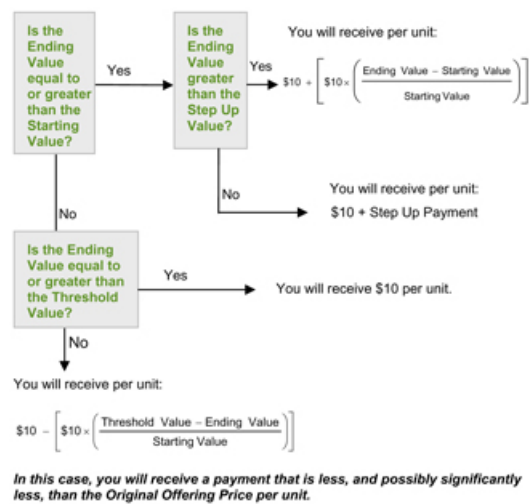 Is the
Ending
Value
equal to
or greater
than the
Starting
Value?
Yes
Is the
Ending
Value
greater
than the
Step Up
Value?
Yes
You will receive per unit:
$10 + [ $10 × ( Ending Value – Starting Value / Starting Value ) ]
No
You will receive per unit:
$10 + Step Up Payment
No
Is the Ending
Value equal to
or greater than
the Threshold
Value?
Yes
You will receive $10 per unit.
No
You will receive per unit:
$10 – [ $10 × ( Threshold Value – Ending Value / Starting Value ) ]
In this case, you will receive a payment that is less, and possibly significantly
less, than the Original Offering Price per unit.